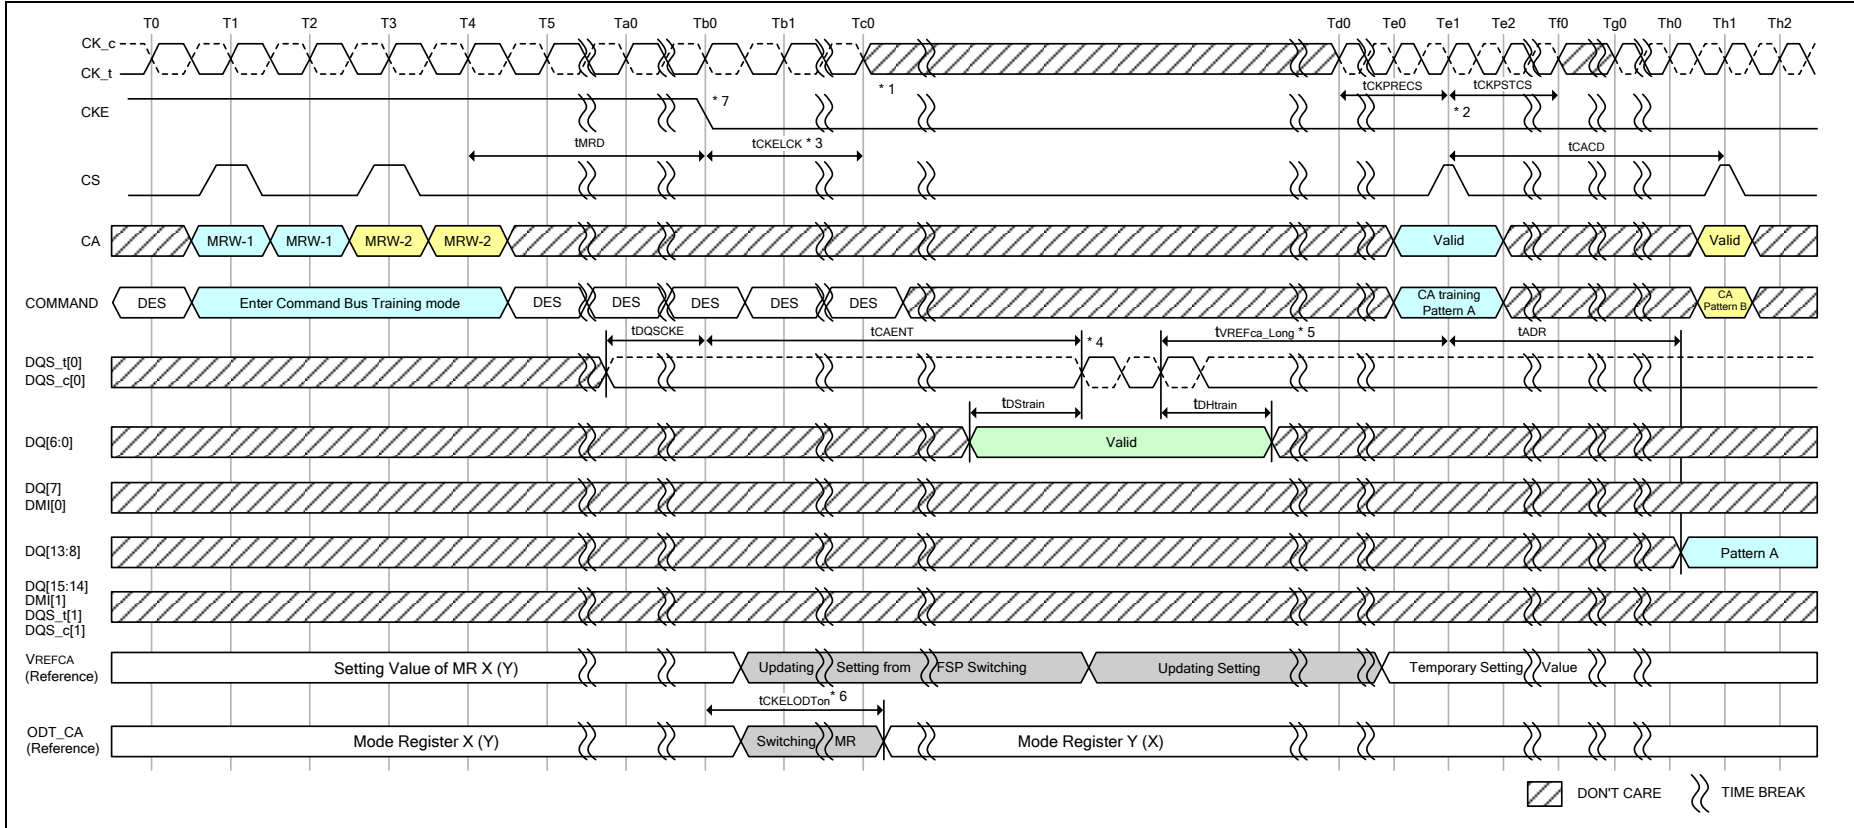 T0 T1 T2 T3 T4 T5 Ta0 Tb0 Tb1 Tc0 Td0 Te0 Te1 Te2 Tf0 Tg0 Th0 Th1 Th2
CK_c
CK_t
* 1
tCKPRECS tCKPSTCS
* 7
* 2
CKE
tMRD tCKELCK * 3 tCACD
CS
CA MRW-1 MRW-1 MRW-2 MRW-2 Valid Valid
COMMAND DES Enter Command Bus Training mode DES DES DES DES DES CA training Pattern A CA Pattern B
tDQSCKE tCAENT * 4 tVREFca_Long * 5 tADR
DQS_t[0]
DQS_c[0]
tDStrain tDHtrain
DQ[6:0] Valid
DQ[7]
DMI[0]
DQ[13:8] Pattern A
DQ[15:14]
DMI[1]
DQS_t[1]
DQS_c[1]
VREFCA
(Reference)
Setting Value of MR X (Y) Updating Setting from FSP Switching Updating Setting Temporary Setting Value
tCKELODTon * 6
ODT_CA
(Reference)
Mode Register X (Y) Switching MR Mode Register Y (X)
DON'T CARE TIME BREAK